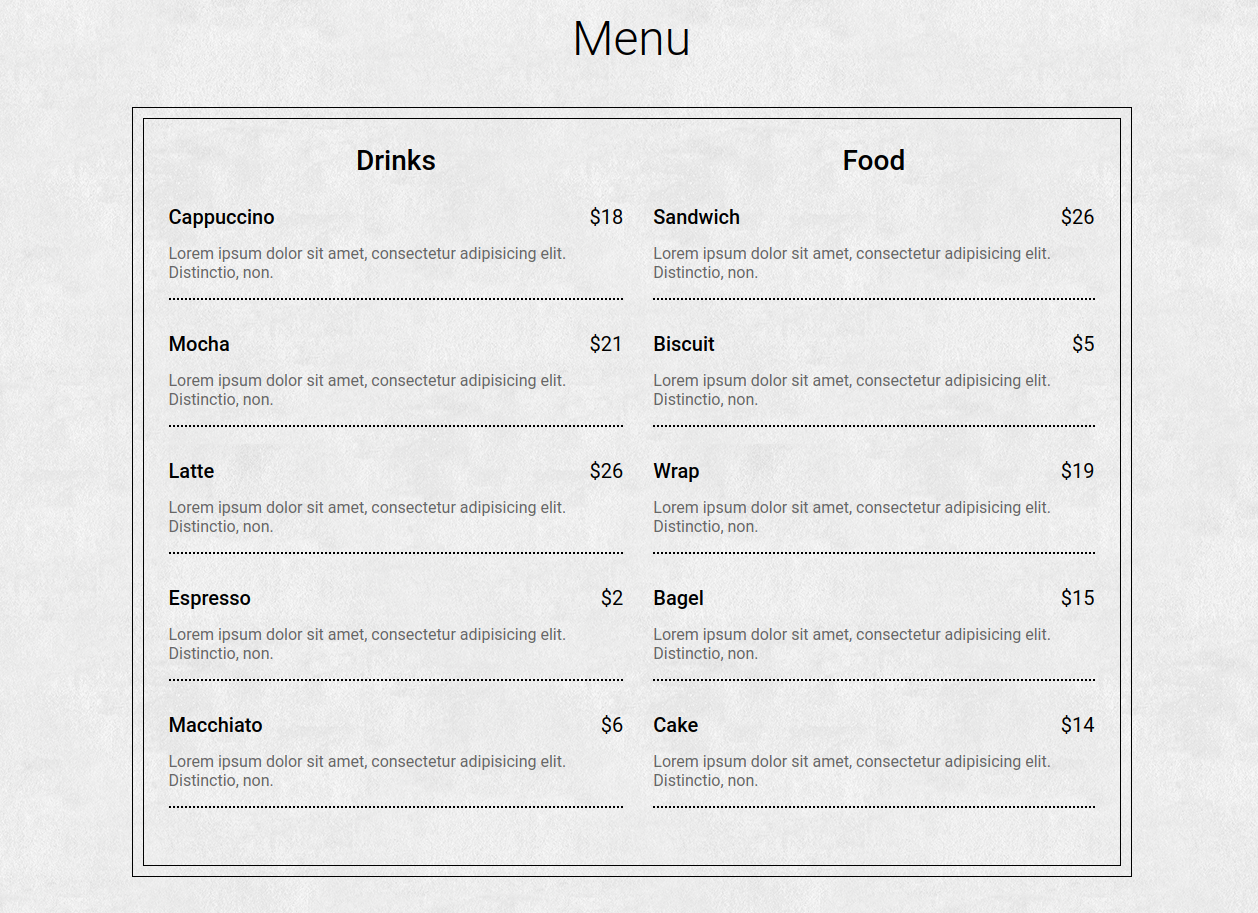 Menu
Drinks
Cappuccino $18
Lorem ipsum dolor sit amet, consectetur adipisicing elit.
Distinctio, non.
Mocha $21
Lorem ipsum dolor sit amet, consectetur adipisicing elit.
Distinctio, non.
Latte $26
Lorem ipsum dolor sit amet, consectetur adipisicing elit.
Distinctio, non.
Espresso $2
Lorem ipsum dolor sit amet, consectetur adipisicing elit.
Distinctio, non.
Macchiato $6
Lorem ipsum dolor sit amet, consectetur adipisicing elit.
Distinctio, non.
Food
Sandwich $26
Lorem ipsum dolor sit amet, consectetur adipisicing elit.
Distinctio, non.
Biscuit $5
Lorem ipsum dolor sit amet, consectetur adipisicing elit.
Distinctio, non.
Wrap $19
Lorem ipsum dolor sit amet, consectetur adipisicing elit.
Distinctio, non.
Bagel $15
Lorem ipsum dolor sit amet, consectetur adipisicing elit.
Distinctio, non.
Cake $14
Lorem ipsum dolor sit amet, consectetur adipisicing elit.
Distinctio, non.